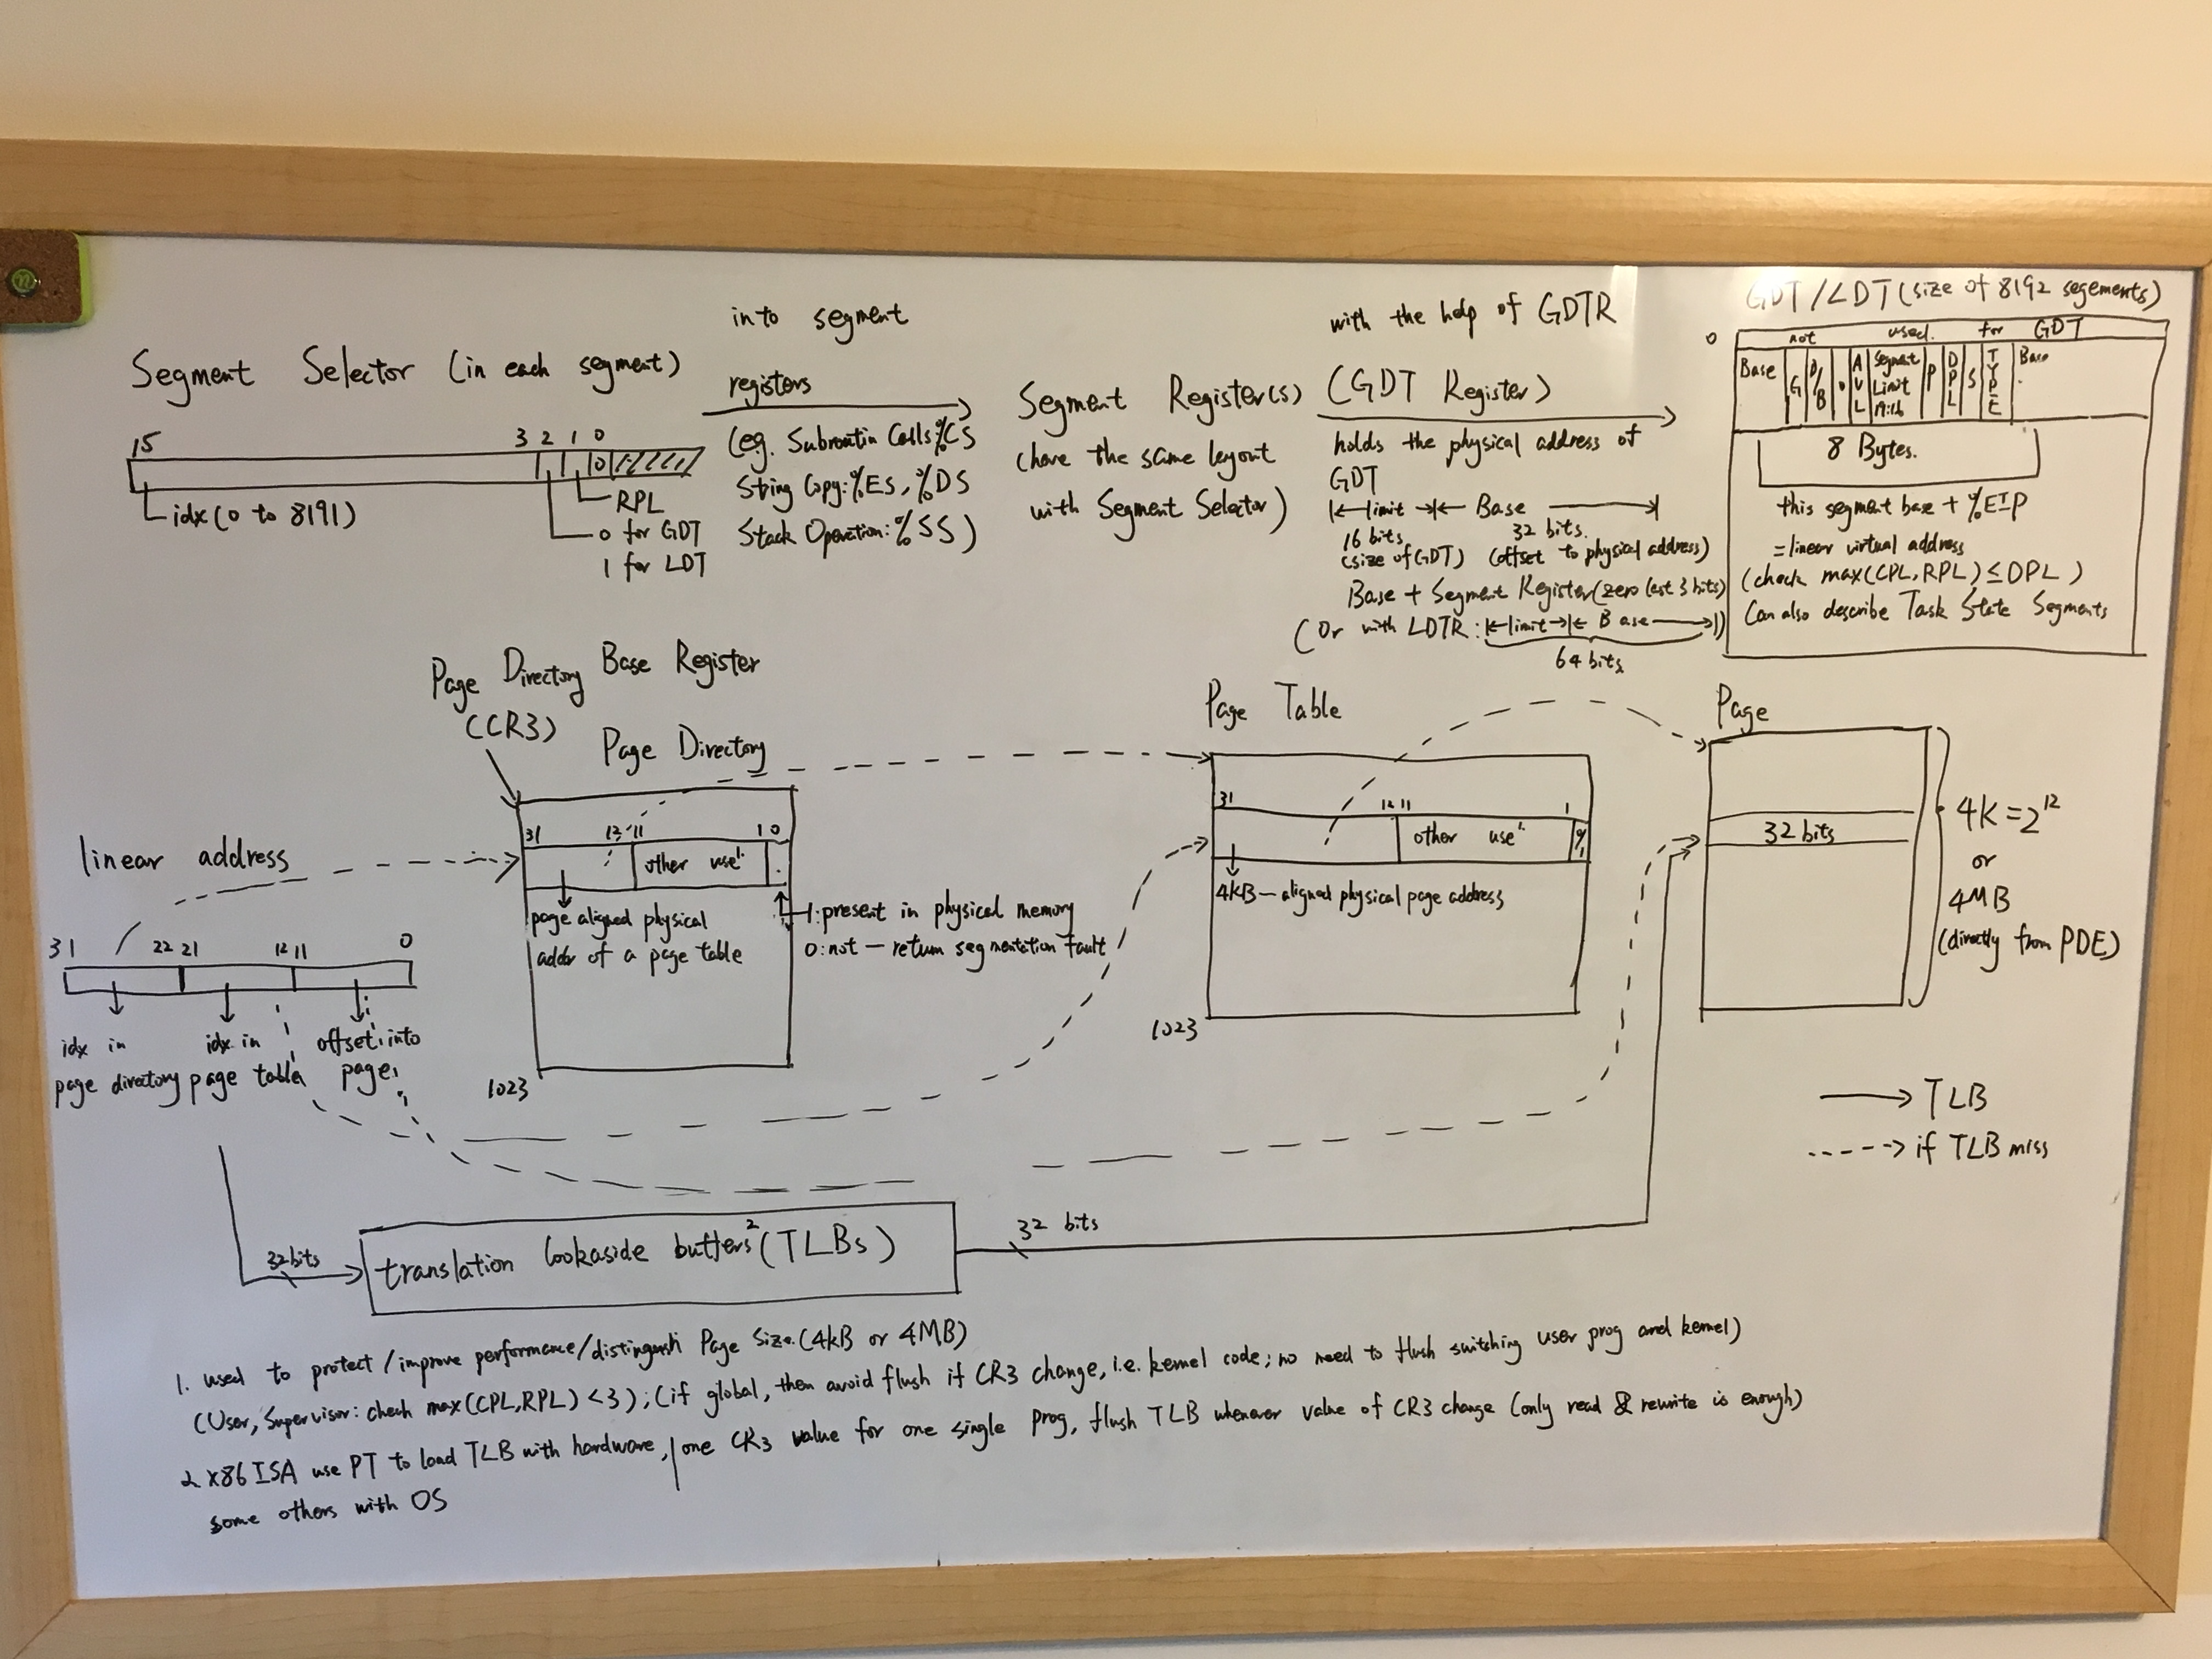 Segment Selector (in each segment)
15 3 2 1 0
0
idx (0 to 8191)
RPL
0 for GDT
1 for LDT
into segment
registers
(eg. Subroutin Calls:%CS
String Copy:%ES, %DS
Stack Operation:%SS)
Segment Register(s)
(have the same layout
with Segment Selector)
with the help of GDTR
(GDT Register)
holds the physical address of
GDT
limit Base
16 bits 32 bits.
(size of GDT) (offset to physical address)
Base + Segment Register (zero last 3 bits)
(Or with LDTR: limit Base )
64 bits
GDT/LDT (size of 8192 segements)
0 not used. for GDT
Base G D/B 0 AVL Segment Limit 19:16 P DPL S TYPE Base
8 Bytes.
this segment base + %EIP
=linear virtual address
(check max(CPL,RPL)≤DPL)
Can also describe Task State Segments
Page Directory Base Register
(CR3)
Page Directory
31 12 11 1 0
other use¹
page aligned physical
addr of a page table
1023
1:present in physical memory
0:not — return segmentation fault
linear address
31 22 21 12 11 0
idx in
page directory
idx in
page table
offset into
page
Page Table
31 12 11 1
other use¹ 0/1
4kB — aligned physical page address
1023
Page
32 bits
4K = 2¹²
or
4MB
(directly from PDE)
TLB
if TLB miss
32 bits
translation lookaside buffers² (TLBs)
32 bits
1. used to protect/improve performance/distinguish Page Size.(4kB or 4MB)
(User, Supervisor: check max(CPL,RPL)<3); (if global, then avoid flush if CR3 change, i.e. kernel code; no need to flush switching user prog and kernel)
2 x86 ISA use PT to load TLB with hardware, one CR3 value for one single prog, flush TLB whenever value of CR3 change (only read & rewrite is enough)
some others with OS